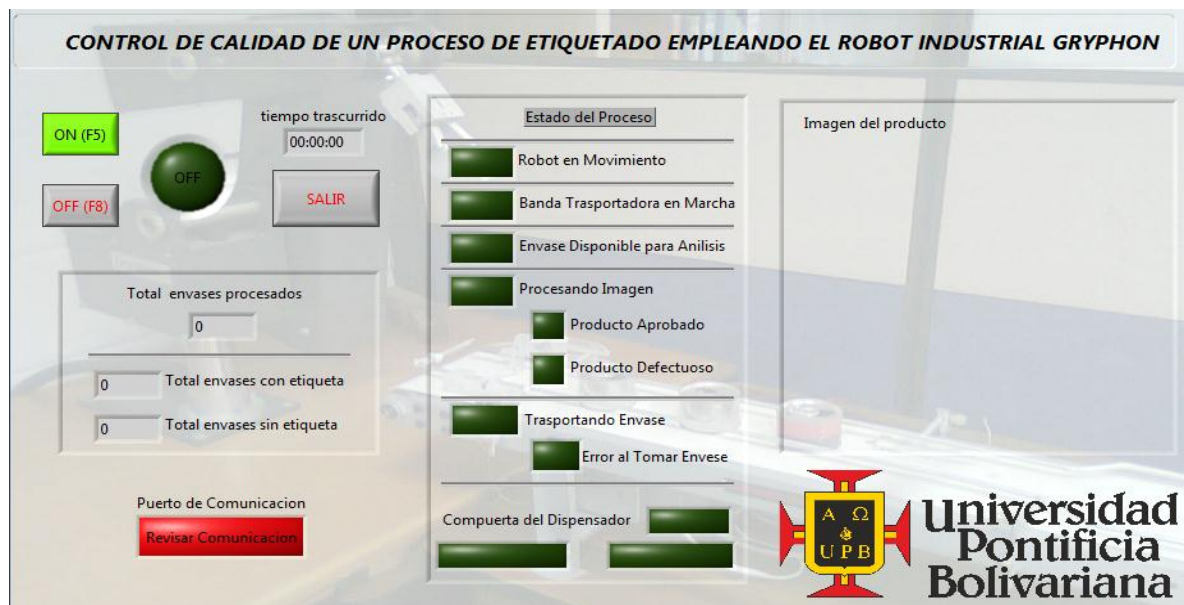 CONTROL DE CALIDAD DE UN PROCESO DE ETIQUETADO EMPLEANDO EL ROBOT INDUSTRIAL GRYPHON
ON (F5)
OFF
OFF (F8)
tiempo trascurrido
00:00:00
SALIR
Total envases procesados
0
0 Total envases con etiqueta
0 Total envases sin etiqueta
Puerto de Comunicacion
Revisar Comunicacion
Estado del Proceso
Robot en Movimiento
Banda Trasportadora en Marcha
Envase Disponible para Anilisis
Procesando Imagen
Producto Aprobado
Producto Defectuoso
Trasportando Envase
Error al Tomar Envese
Compuerta del Dispensador
Imagen del producto
Α Ω
UPB
Universidad
Pontificia
Bolivariana